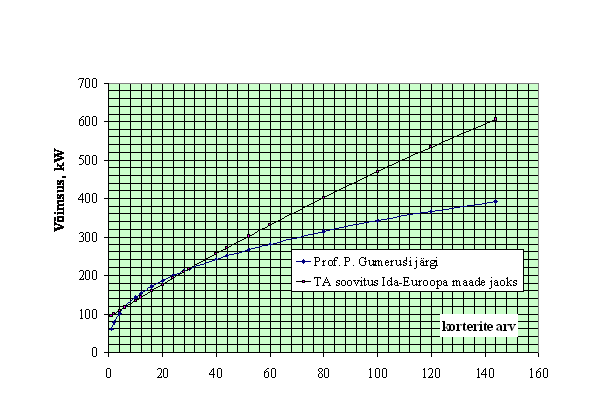 700
600
500
400
300
200
100
0
Võimsus, kW
Prof. P. Gumeruši järgi
TA soovitus Ida-Euroopa maade jaoks
korterite arv
0 20 40 60 80 100 120 140 160